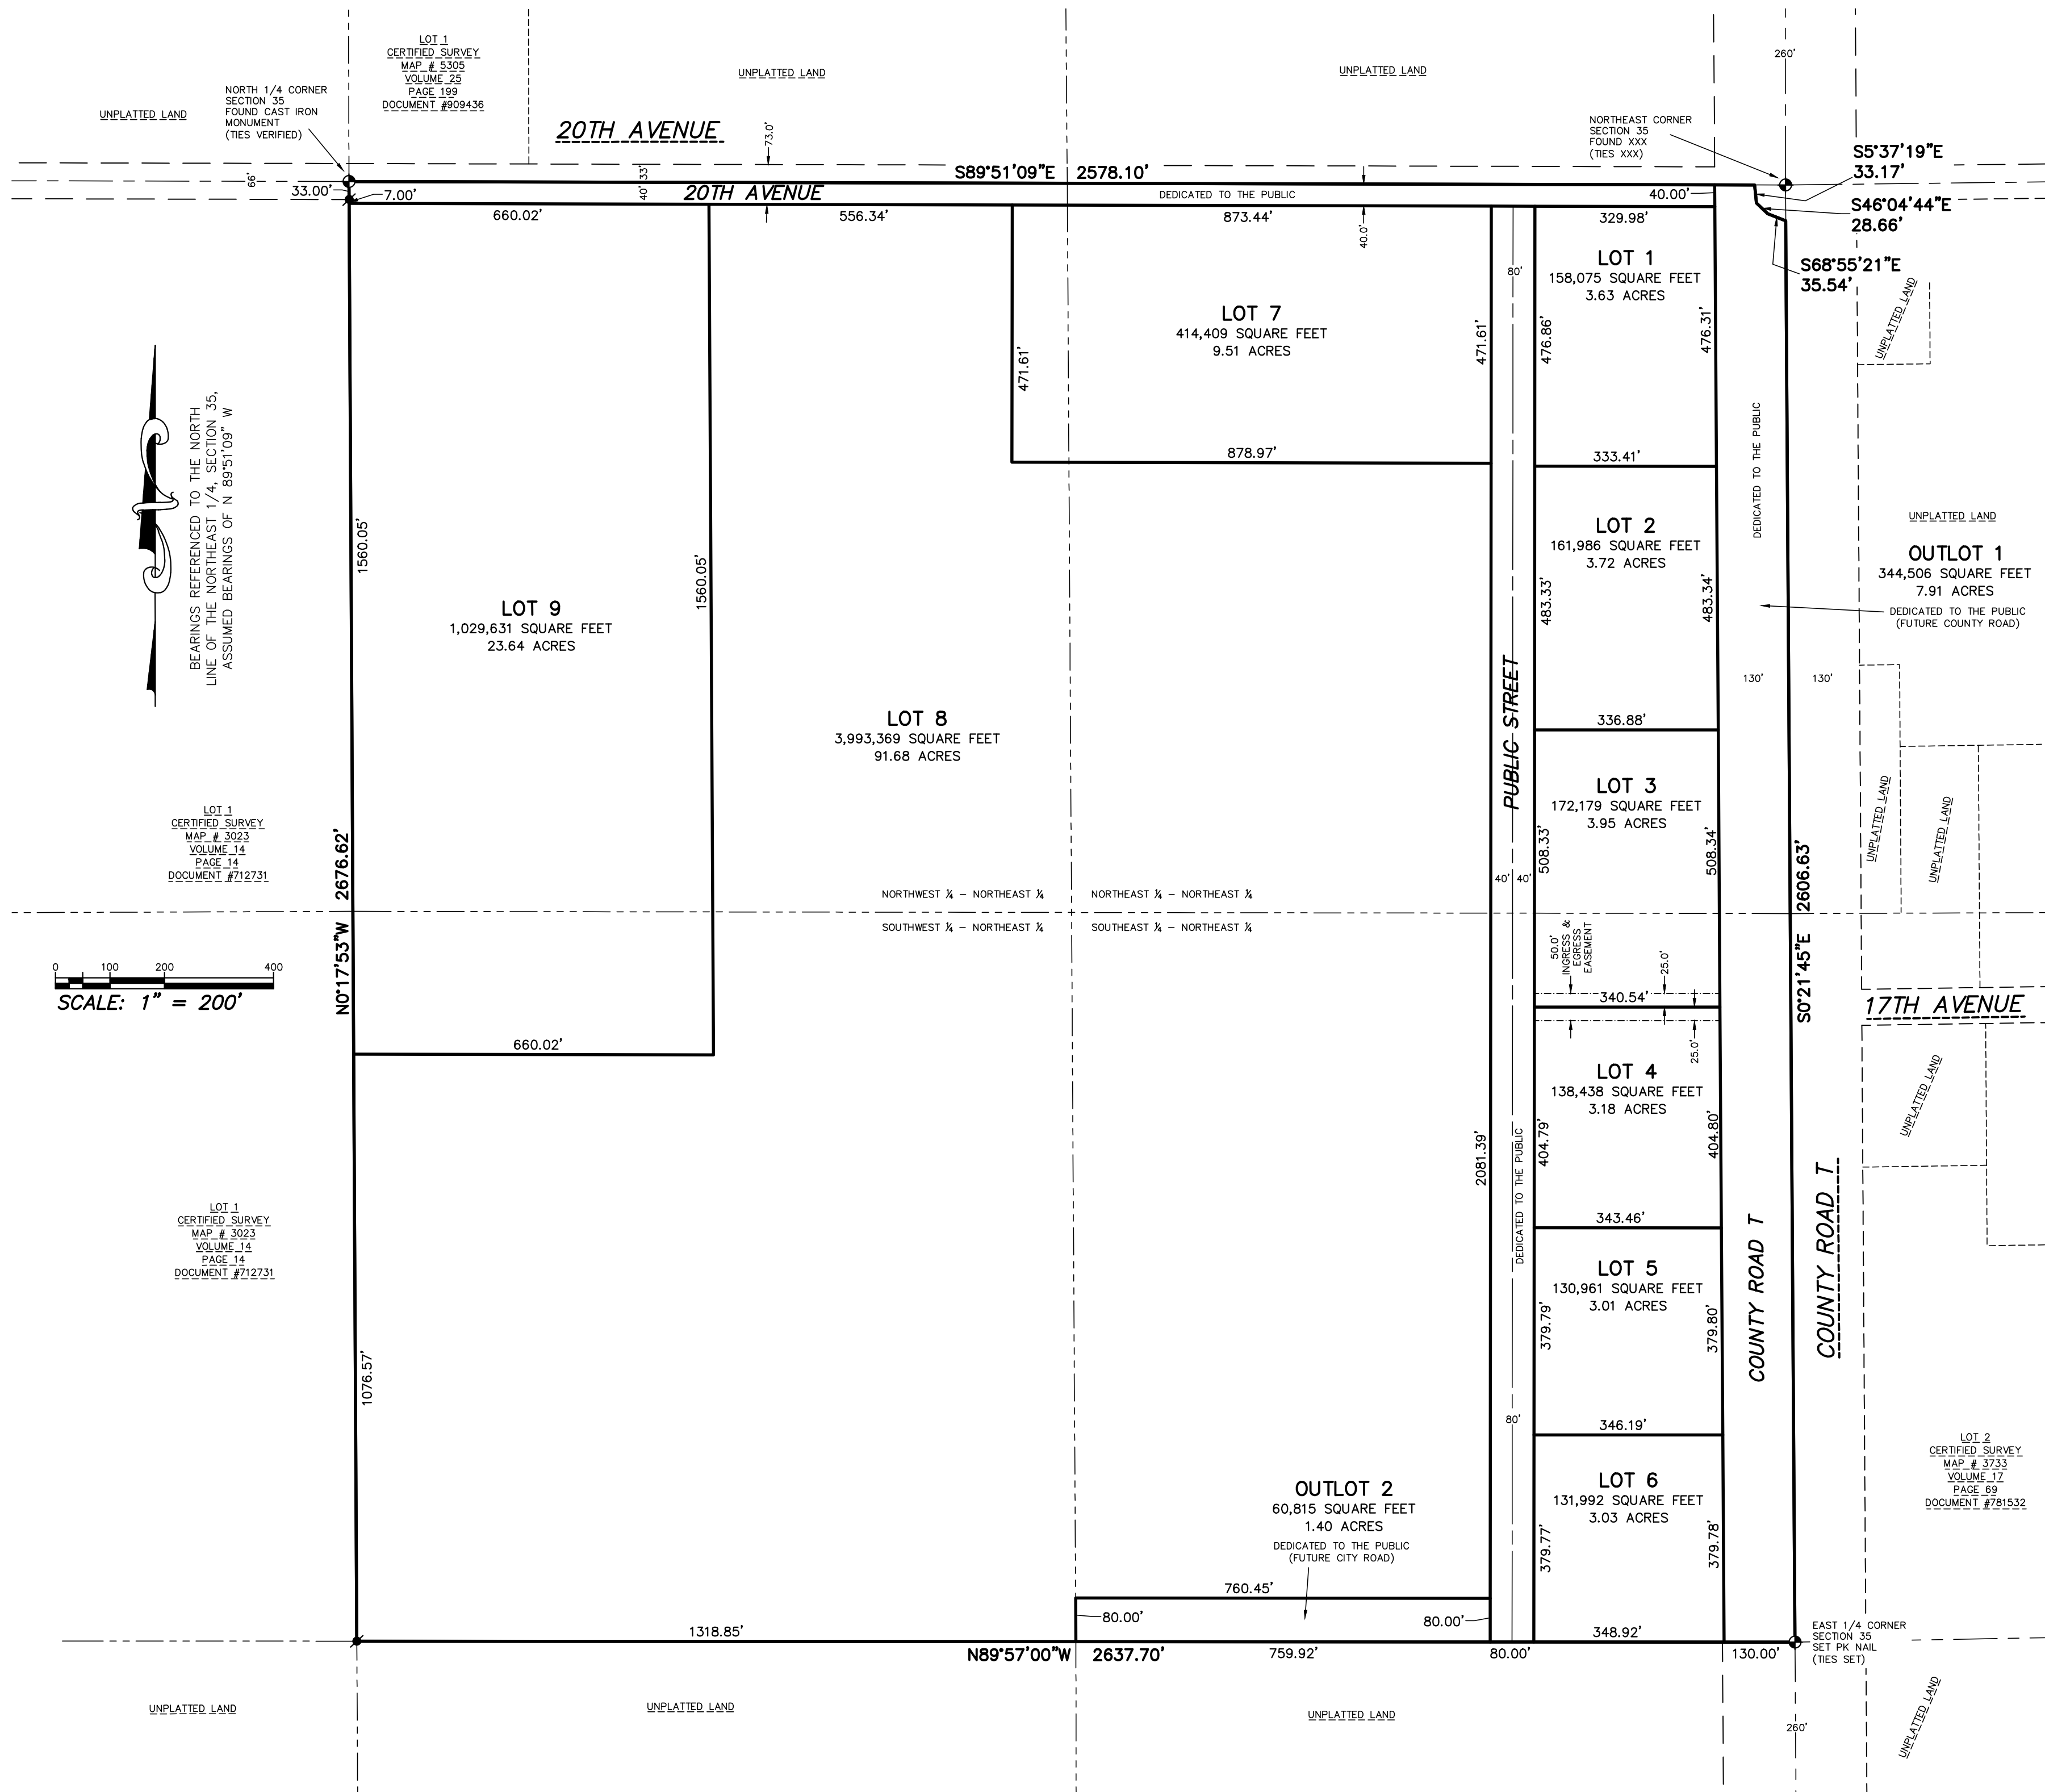 LOT 1
CERTIFIED SURVEY
MAP # 5305
VOLUME 25
PAGE 199
DOCUMENT #909436
UNPLATTED LAND
UNPLATTED LAND
260'
NORTH 1/4 CORNER
SECTION 35
FOUND CAST IRON
MONUMENT
(TIES VERIFIED)
UNPLATTED LAND
20TH AVENUE
73.0'
NORTHEAST CORNER
SECTION 35
FOUND XXX
(TIES XXX)
S5°37'19"E
33.17'
S89°51'09"E 2578.10'
66'
33.00'
7.00'
40'
33'
20TH AVENUE
DEDICATED TO THE PUBLIC
40.00'
S46°04'44"E
28.66'
660.02'
556.34'
873.44'
40.0'
329.98'
S68°55'21"E
35.54'
LOT 1
158,075 SQUARE FEET
3.63 ACRES
80'
476.86'
476.31'
333.41'
LOT 7
414,409 SQUARE FEET
9.51 ACRES
471.61'
471.61'
878.97'
UNPLATTED LAND
BEARINGS REFERENCED TO THE NORTH
LINE OF THE NORTHEAST 1/4, SECTION 35,
ASSUMED BEARINGS OF N 89°51'09" W
1560.05'
1560.05'
LOT 9
1,029,631 SQUARE FEET
23.64 ACRES
LOT 2
161,986 SQUARE FEET
3.72 ACRES
483.33'
483.34'
336.88'
DEDICATED TO THE PUBLIC
UNPLATTED LAND
OUTLOT 1
344,506 SQUARE FEET
7.91 ACRES
DEDICATED TO THE PUBLIC
(FUTURE COUNTY ROAD)
130'
130'
LOT 8
3,993,369 SQUARE FEET
91.68 ACRES
PUBLIC STREET
LOT 3
172,179 SQUARE FEET
3.95 ACRES
508.33'
508.34'
40'
40'
UNPLATTED LAND
UNPLATTED LAND
LOT 1
CERTIFIED SURVEY
MAP # 3023
VOLUME 14
PAGE 14
DOCUMENT #712731
N0°17'53"W 2676.62'
NORTHWEST ¼ – NORTHEAST ¼
NORTHEAST ¼ – NORTHEAST ¼
SOUTHWEST ¼ – NORTHEAST ¼
SOUTHEAST ¼ – NORTHEAST ¼
S0°21'45"E 2606.63'
50.0'
INGRESS &
EGRESS
EASEMENT
25.0'
340.54'
25.0'
0 100 200 400
SCALE: 1" = 200'
17TH AVENUE
660.02'
LOT 4
138,438 SQUARE FEET
3.18 ACRES
404.79'
404.80'
343.46'
UNPLATTED LAND
2081.39'
DEDICATED TO THE PUBLIC
LOT 1
CERTIFIED SURVEY
MAP # 3023
VOLUME 14
PAGE 14
DOCUMENT #712731
COUNTY ROAD T
COUNTY ROAD T
LOT 5
130,961 SQUARE FEET
3.01 ACRES
379.79'
379.80'
346.19'
1076.57'
80'
LOT 2
CERTIFIED SURVEY
MAP # 3733
VOLUME 17
PAGE 69
DOCUMENT #781532
OUTLOT 2
60,815 SQUARE FEET
1.40 ACRES
DEDICATED TO THE PUBLIC
(FUTURE CITY ROAD)
LOT 6
131,992 SQUARE FEET
3.03 ACRES
379.77'
379.78'
760.45'
80.00'
80.00'
1318.85'
348.92'
N89°57'00"W 2637.70'
759.92'
80.00'
130.00'
EAST 1/4 CORNER
SECTION 35
SET PK NAIL
(TIES SET)
UNPLATTED LAND
UNPLATTED LAND
UNPLATTED LAND
UNPLATTED LAND
260'